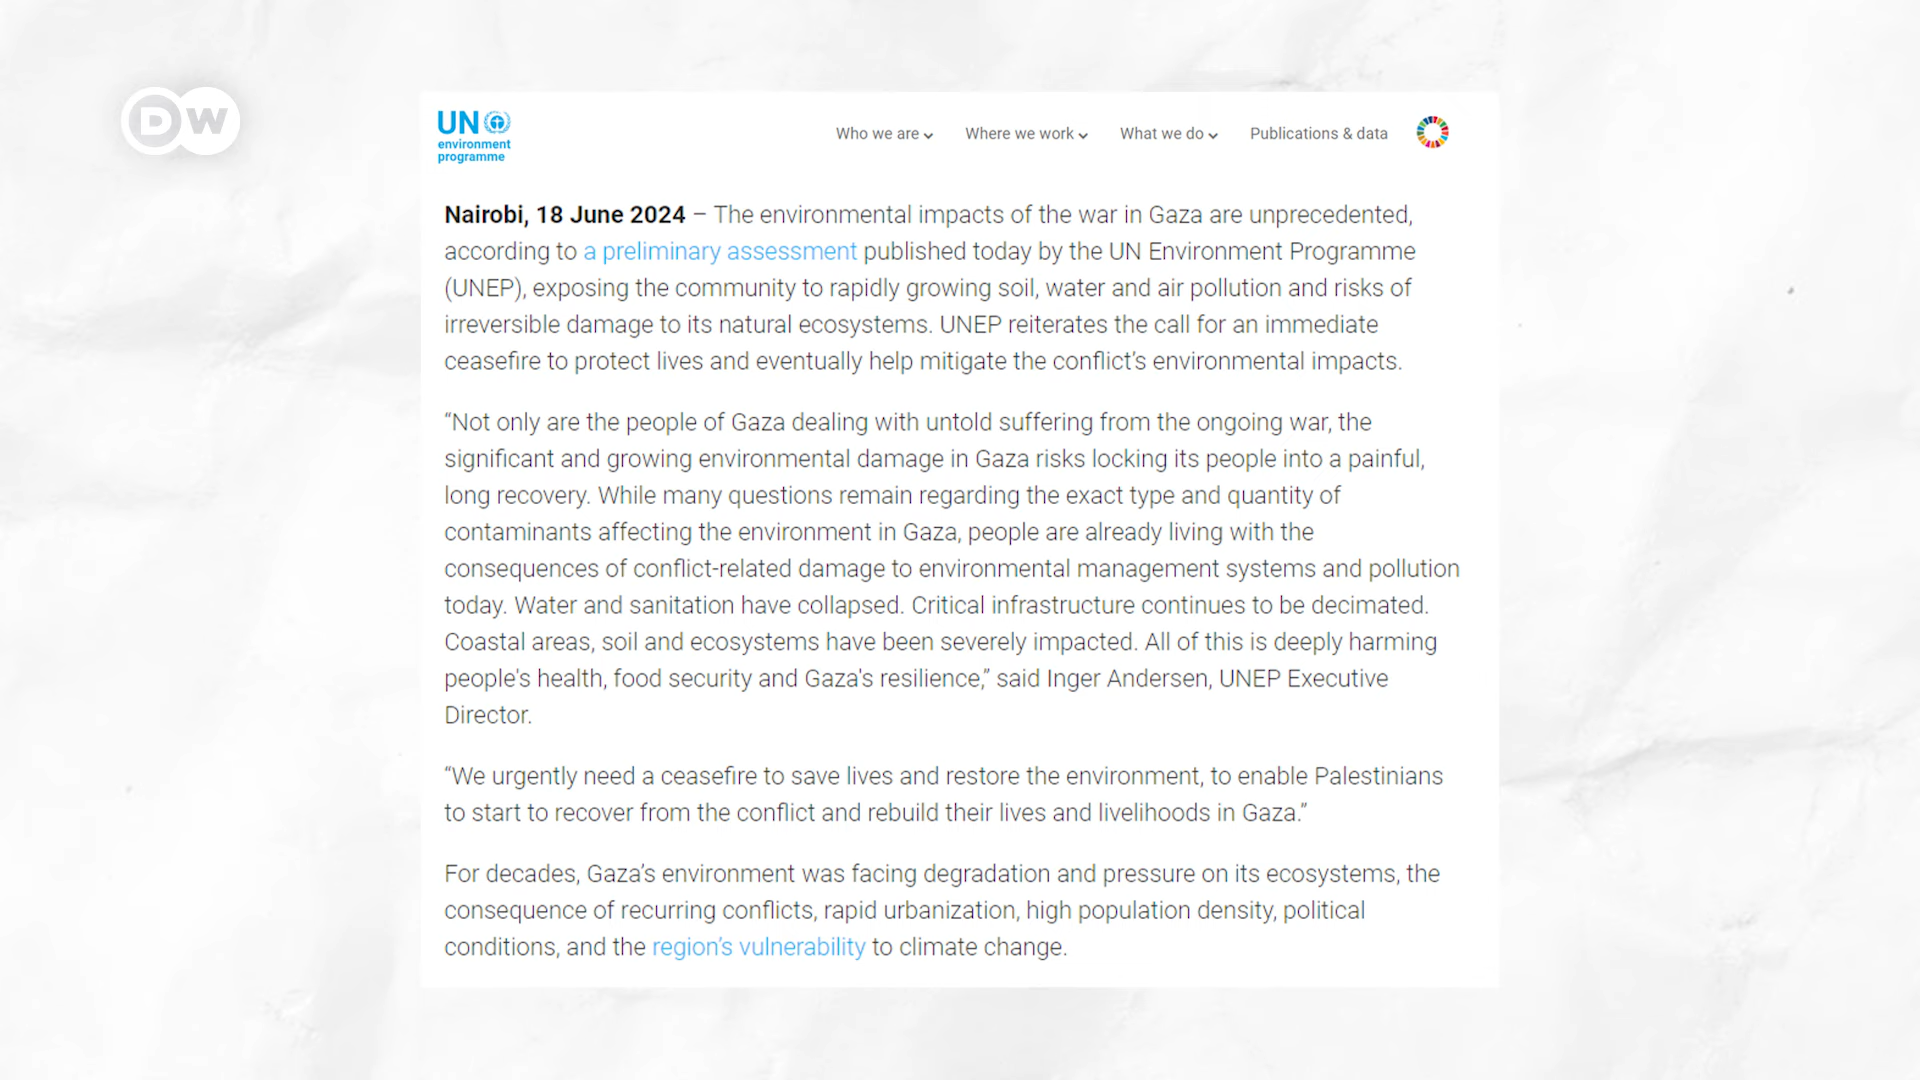 DW
UN
environment
programme
Who we are
Where we work
What we do
Publications & data
Nairobi, 18 June 2024 – The environmental impacts of the war in Gaza are unprecedented,
according to a preliminary assessment published today by the UN Environment Programme
(UNEP), exposing the community to rapidly growing soil, water and air pollution and risks of
irreversible damage to its natural ecosystems. UNEP reiterates the call for an immediate
ceasefire to protect lives and eventually help mitigate the conflict’s environmental impacts.
“Not only are the people of Gaza dealing with untold suffering from the ongoing war, the
significant and growing environmental damage in Gaza risks locking its people into a painful,
long recovery. While many questions remain regarding the exact type and quantity of
contaminants affecting the environment in Gaza, people are already living with the
consequences of conflict-related damage to environmental management systems and pollution
today. Water and sanitation have collapsed. Critical infrastructure continues to be decimated.
Coastal areas, soil and ecosystems have been severely impacted. All of this is deeply harming
people's health, food security and Gaza's resilience,” said Inger Andersen, UNEP Executive
Director.
“We urgently need a ceasefire to save lives and restore the environment, to enable Palestinians
to start to recover from the conflict and rebuild their lives and livelihoods in Gaza.”
For decades, Gaza’s environment was facing degradation and pressure on its ecosystems, the
consequence of recurring conflicts, rapid urbanization, high population density, political
conditions, and the region’s vulnerability to climate change.